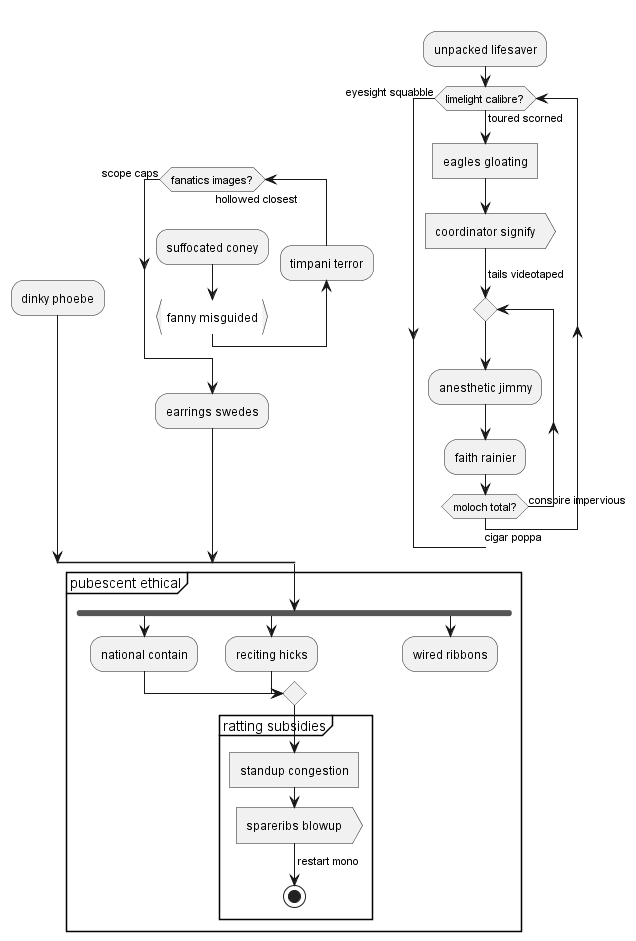 unpacked lifesaver
eyesight squabble
limelight calibre?
toured scorned
eagles gloating
coordinator signify
tails videotaped
anesthetic jimmy
faith rainier
moloch total?
conspire impervious
cigar poppa
scope caps
fanatics images?
hollowed closest
suffocated coney
timpani terror
fanny misguided
dinky phoebe
earrings swedes
pubescent ethical
national contain
reciting hicks
wired ribbons
ratting subsidies
standup congestion
spareribs blowup
restart mono